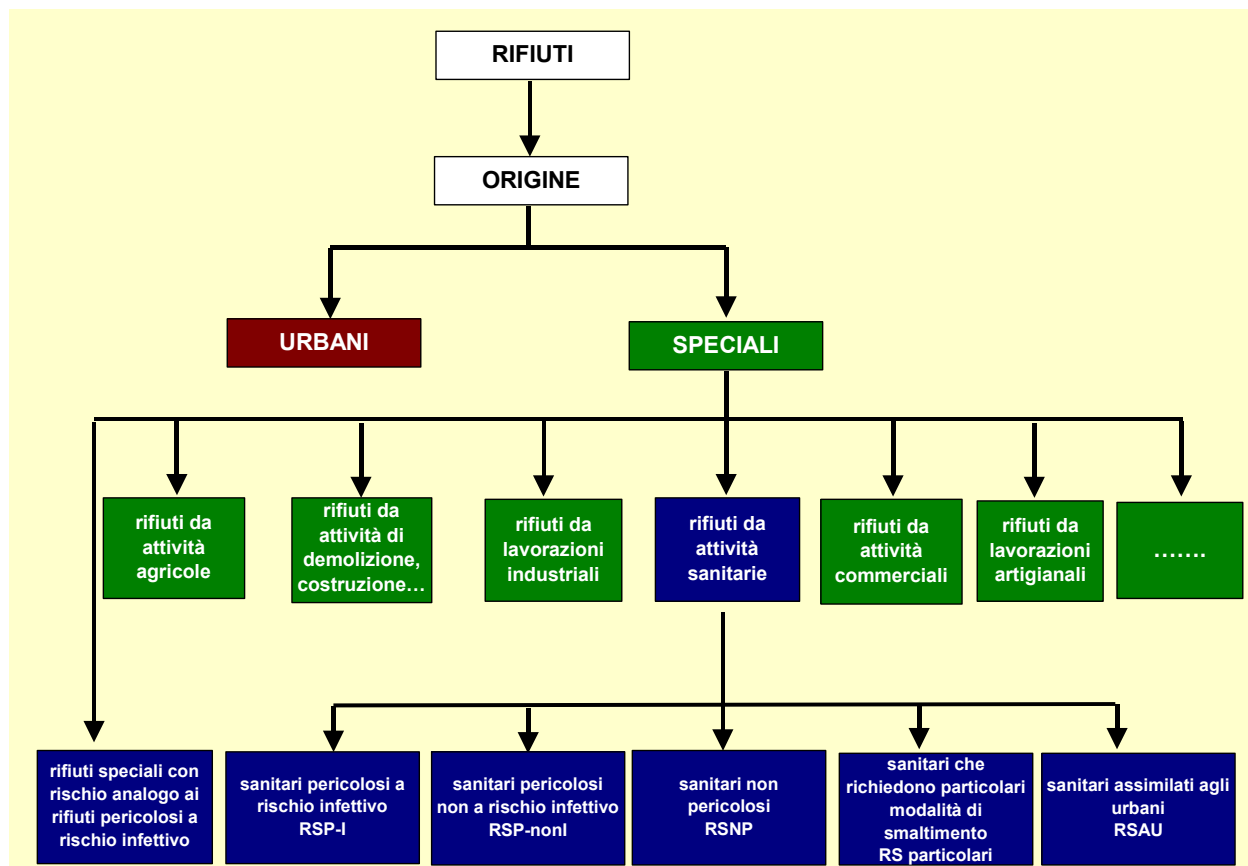 RIFIUTI
ORIGINE
URBANI
SPECIALI
rifiuti da
attività
agricole
rifiuti da
attività di
demolizione,
costruzione…
rifiuti da
lavorazioni
industriali
rifiuti da
attività
sanitarie
rifiuti da
attività
commerciali
rifiuti da
lavorazioni
artigianali
…….
rifiuti speciali con
rischio analogo ai
rifiuti pericolosi a
rischio infettivo
sanitari pericolosi a
rischio infettivo
RSP-I
sanitari pericolosi
non a rischio infettivo
RSP-nonI
sanitari non
pericolosi
RSNP
sanitari che
richiedono particolari
modalità di
smaltimento
RS particolari
sanitari assimilati agli
urbani
RSAU